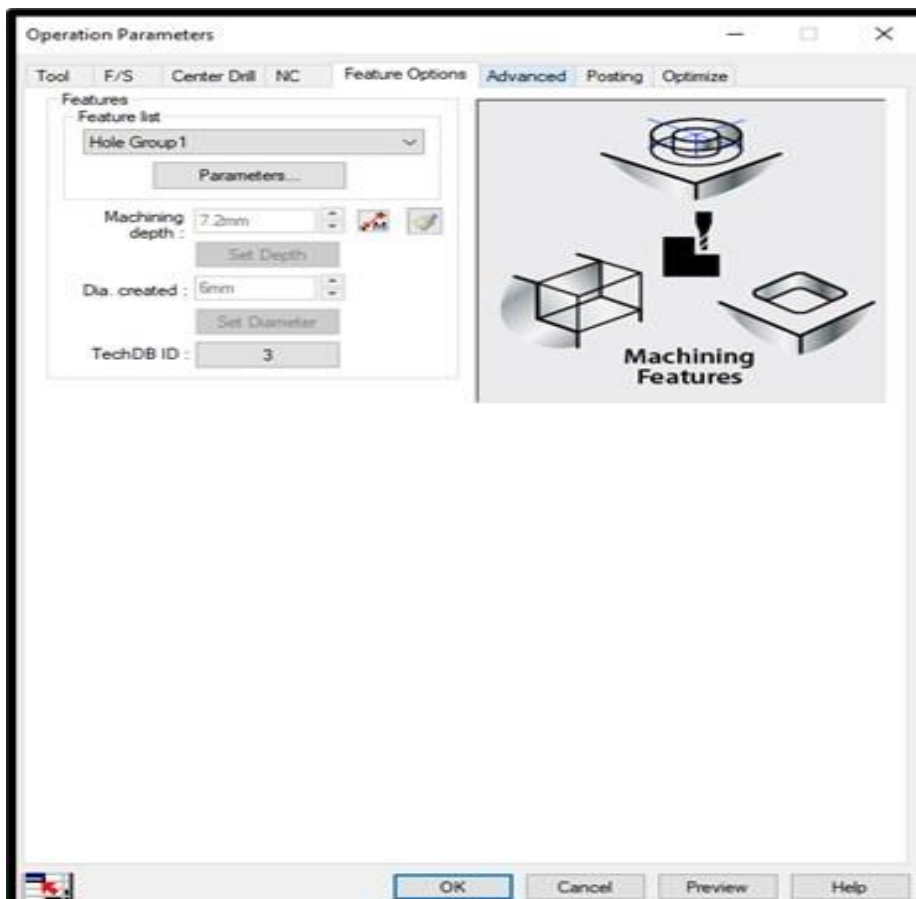 Operation Parameters
Tool F/S Center Drill NC Feature Options Advanced Posting Optimize
Features
Feature list
Hole Group1
Parameters...
Machining depth : 7.2mm
Set Depth
Dia. created : 6mm
Set Diameter
TechDB ID : 3
Machining
Features
OK Cancel Preview Help